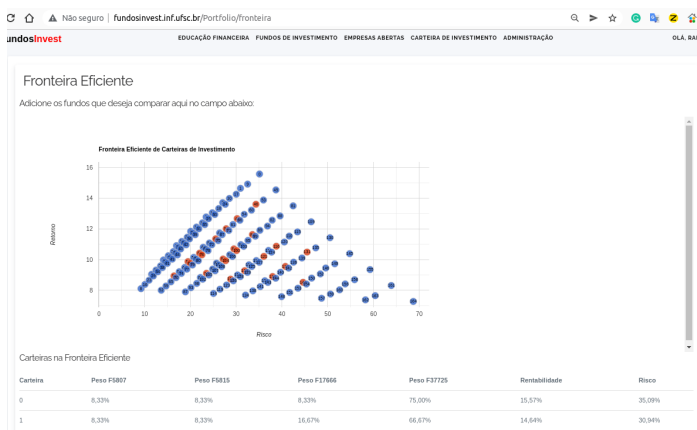 Não seguro | fundosinvest.inf.ufsc.br/Portfolio/fronteira
undosInvest
EDUCAÇÃO FINANCEIRA FUNDOS DE INVESTIMENTO EMPRESAS ABERTAS CARTEIRA DE INVESTIMENTO ADMINISTRAÇÃO
OLÁ, RA
Fronteira Eficiente
Adicione os fundos que deseja comparar aqui no campo abaixo:
Fronteira Eficiente de Carteiras de Investimento
16
14
12
10
8
Retorno
0 10 20 30 40 50 60 70
Risco
Carteiras na Fronteira Eficiente
Carteira Peso F5807 Peso F5815 Peso F17666 Peso F37725 Rentabilidade Risco
0 8,33% 8,33% 8,33% 75,00% 15,57% 35,09%
1 8,33% 8,33% 16,67% 66,67% 14,64% 30,94%